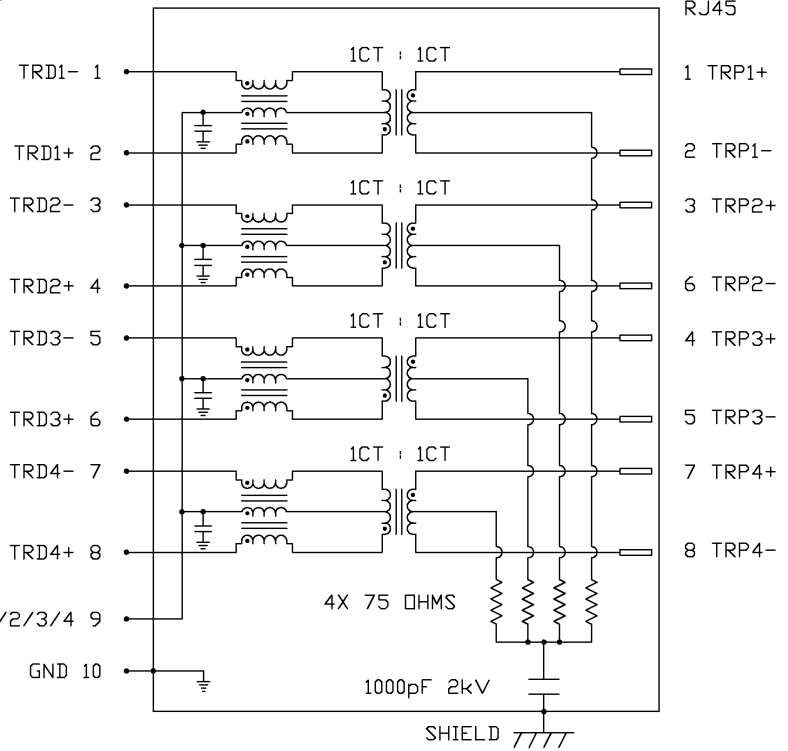 RJ45
1CT : 1CT
TRD1- 1
1 TRP1+
TRD1+ 2
2 TRP1-
1CT : 1CT
TRD2- 3
3 TRP2+
TRD2+ 4
6 TRP2-
1CT : 1CT
TRD3- 5
4 TRP3+
TRD3+ 6
5 TRP3-
1CT : 1CT
TRD4- 7
7 TRP4+
TRD4+ 8
8 TRP4-
4X 75 OHMS
/2/3/4 9
GND 10
1000pF 2kV
SHIELD